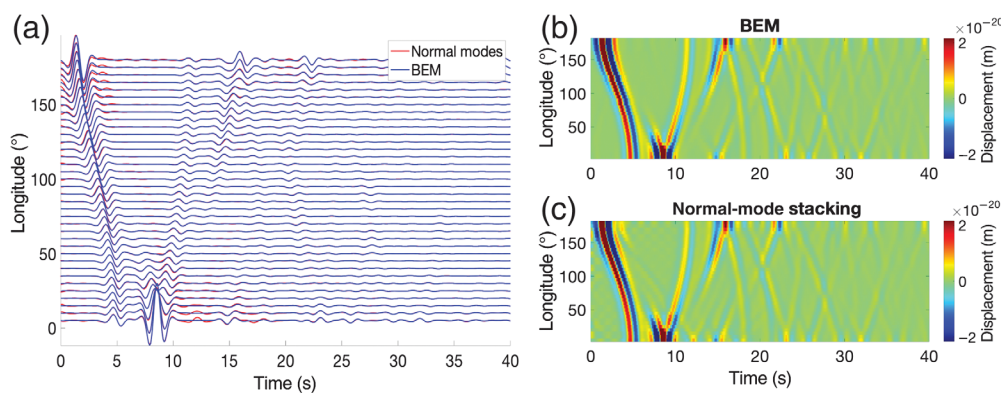 (a)
Normal modes
BEM
Longitude (°)
150
100
50
0
0 5 10 15 20 25 30 35 40
Time (s)
(b)
BEM
Longitude (°)
150
100
50
0 10 20 30 40
×10⁻²⁰
2
0
−2
Displacement (m)
(c)
Normal-mode stacking
Longitude (°)
150
100
50
0 10 20 30 40
Time (s)
×10⁻²⁰
2
0
−2
Displacement (m)